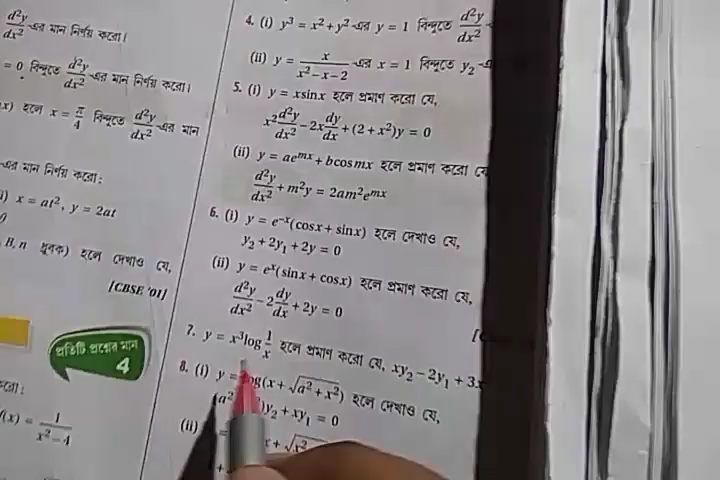 d²y/dx² -এর মান নির্ণয় করো।
= 0 বিন্দুতে d²y/dx² -এর মান নির্ণয় করো।
x) হলে x = π/4 বিন্দুতে d²y/dx² -এর মান
-এর মান নির্ণয় করো:
i) x = at², y = 2at
B, n ধ্রুবক) হলে দেখাও যে,
[CBSE '01]
প্রতিটি প্রশ্নের মান
4
(x) = 1/(x² − 4)
4. (i) y³ = x² + y² -এর y = 1 বিন্দুতে d²y/dx²
(ii) y = x/(x² − x − 2) -এর x = 1 বিন্দুতে y₂
5. (i) y = xsinx হলে প্রমাণ করো যে,
x² d²y/dx² − 2x dy/dx + (2 + x²)y = 0
(ii) y = ae^{mx} + bcosmx হলে প্রমাণ করো
d²y/dx² + m²y = 2am²e^{mx}
6. (i) y = e^{−x}(cosx + sinx) হলে দেখাও যে,
y₂ + 2y₁ + 2y = 0
(ii) y = e^x(sinx + cosx) হলে প্রমাণ করো যে,
d²y/dx² − 2 dy/dx + 2y = 0
7. y = x³log 1/x হলে প্রমাণ করো যে, xy₂ − 2y₁ + 3x
8. (i) y = log(x + √(a² + x²)) হলে দেখাও যে,
(a² )y₂ + xy₁ = 0
(ii) x + √(x²